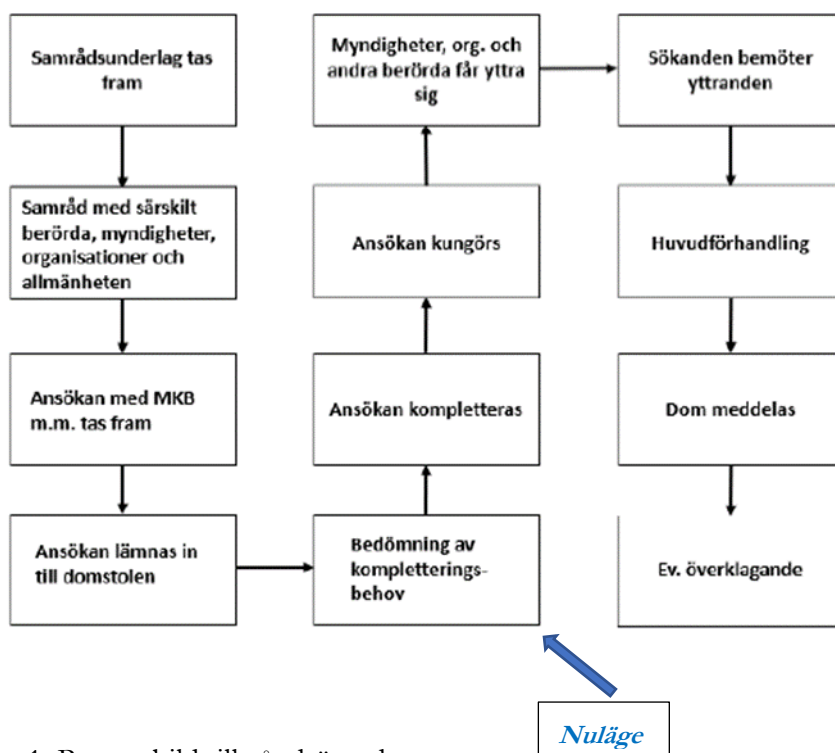 Samrådsunderlag tas
fram
Samråd med särskilt
berörda, myndigheter,
organisationer och
allmänheten
Ansökan med MKB
m.m. tas fram
Ansökan lämnas in
till domstolen
Bedömning av
kompletterings-
behov
Ansökan kompletteras
Ansökan kungörs
Myndigheter, org. och
andra berörda får yttra
sig
Sökanden bemöter
yttranden
Huvudförhandling
Dom meddelas
Ev. överklagande
Nuläge